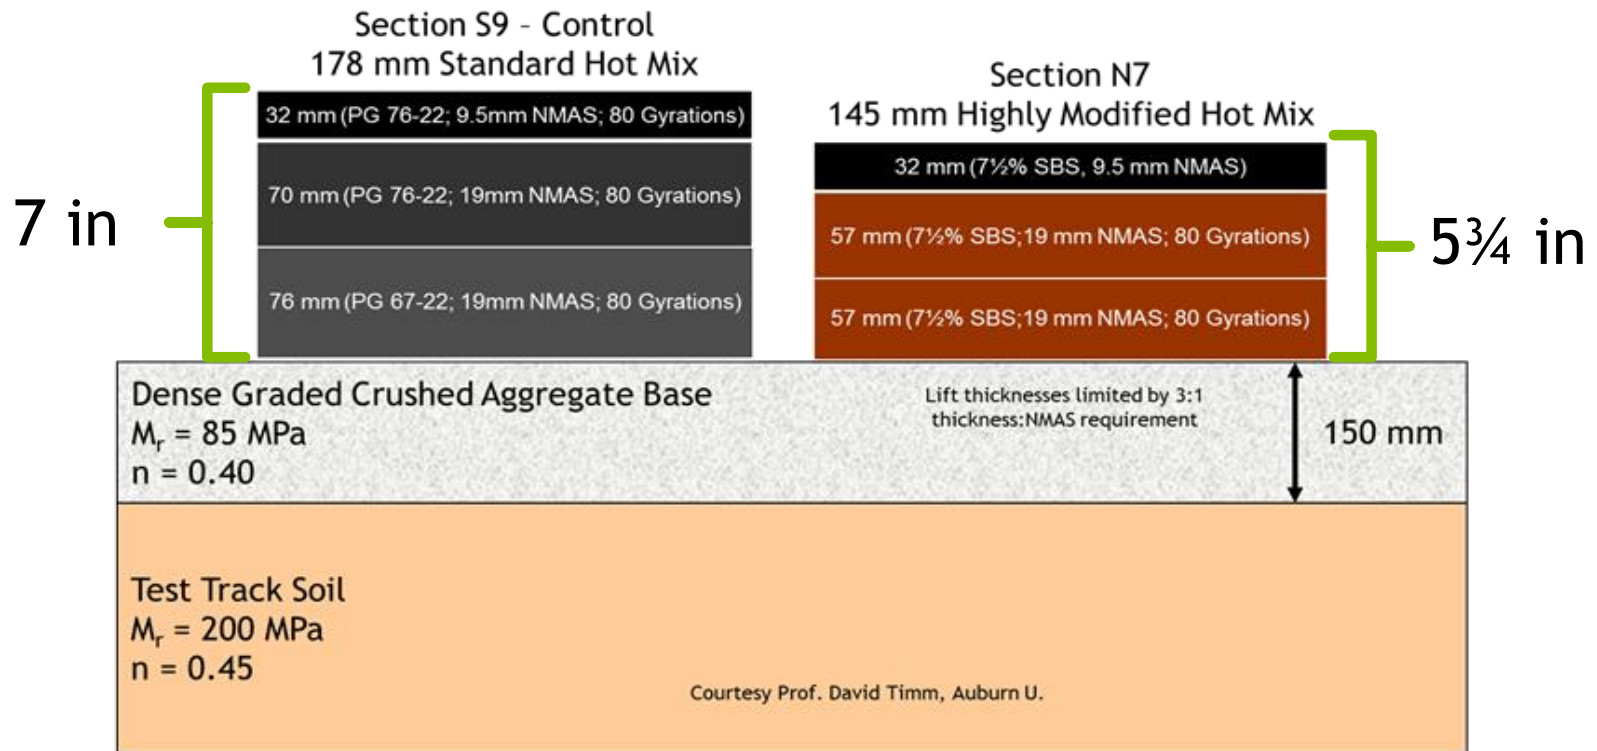 Section S9 – Control
178 mm Standard Hot Mix
32 mm (PG 76-22; 9.5mm NMAS; 80 Gyrations)
70 mm (PG 76-22; 19mm NMAS; 80 Gyrations)
76 mm (PG 67-22; 19mm NMAS; 80 Gyrations)
7 in
Section N7
145 mm Highly Modified Hot Mix
32 mm (7½% SBS, 9.5 mm NMAS)
57 mm (7½% SBS;19 mm NMAS; 80 Gyrations)
57 mm (7½% SBS;19 mm NMAS; 80 Gyrations)
5¾ in
Dense Graded Crushed Aggregate Base
Mr = 85 MPa
n = 0.40
Lift thicknesses limited by 3:1
thickness:NMAS requirement
150 mm
Test Track Soil
Mr = 200 MPa
n = 0.45
Courtesy Prof. David Timm, Auburn U.